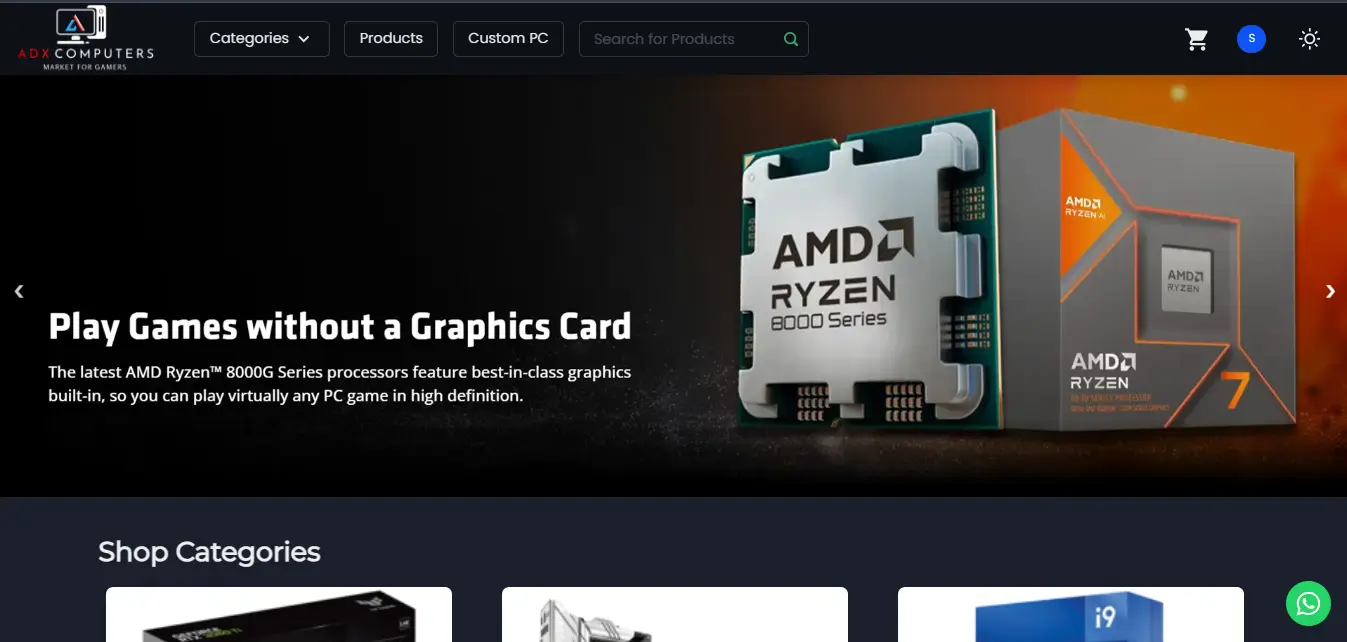 ADX COMPUTERS
MARKET FOR GAMERS
Categories
Products
Custom PC
Search for Products
S
AMD
RYZEN
8000 Series
AMD
RYZEN AI
AMD
RYZEN
AMD
RYZEN
7
Play Games without a Graphics Card
The latest AMD Ryzen™ 8000G Series processors feature best-in-class graphics
built-in, so you can play virtually any PC game in high definition.
Shop Categories
GEFORCE
i9